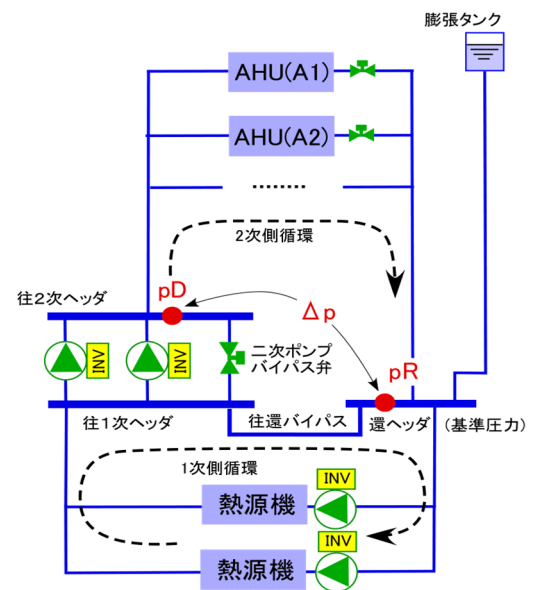 膨張タンク
AHU(A1)
AHU(A2)
………
2次側循環
pD
往2次ヘッダ
Δp
INV
INV
二次ポンプ
バイパス弁
pR
往1次ヘッダ
往還バイパス
還ヘッダ
(基準圧力)
1次側循環
INV
熱源機
INV
熱源機